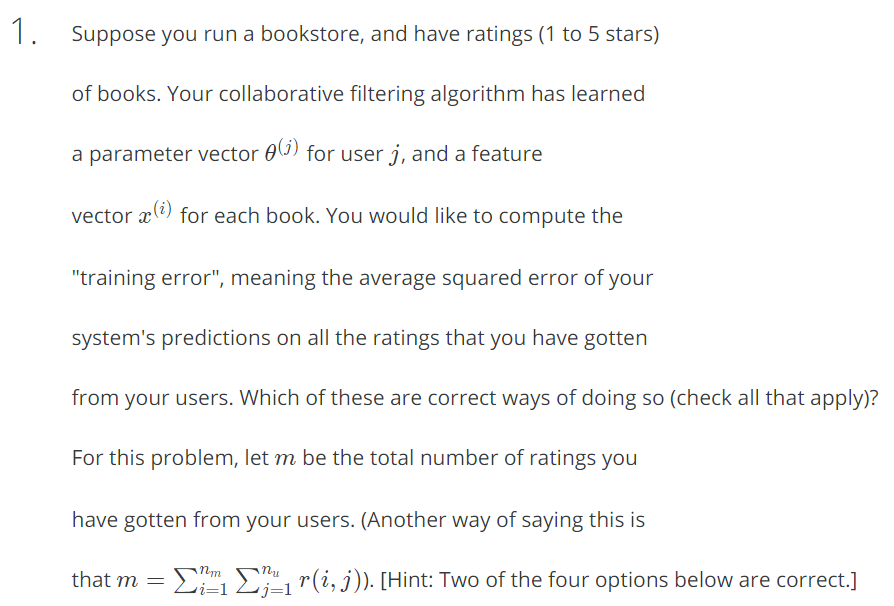 1. Suppose you run a bookstore, and have ratings (1 to 5 stars)
of books. Your collaborative filtering algorithm has learned
a parameter vector θ^{(j)} for user j, and a feature
vector x^{(i)} for each book. You would like to compute the
"training error", meaning the average squared error of your
system's predictions on all the ratings that you have gotten
from your users. Which of these are correct ways of doing so (check all that apply)?
For this problem, let m be the total number of ratings you
have gotten from your users. (Another way of saying this is
that m = ∑_{i=1}^{n_m} ∑_{j=1}^{n_u} r(i, j)). [Hint: Two of the four options below are correct.]